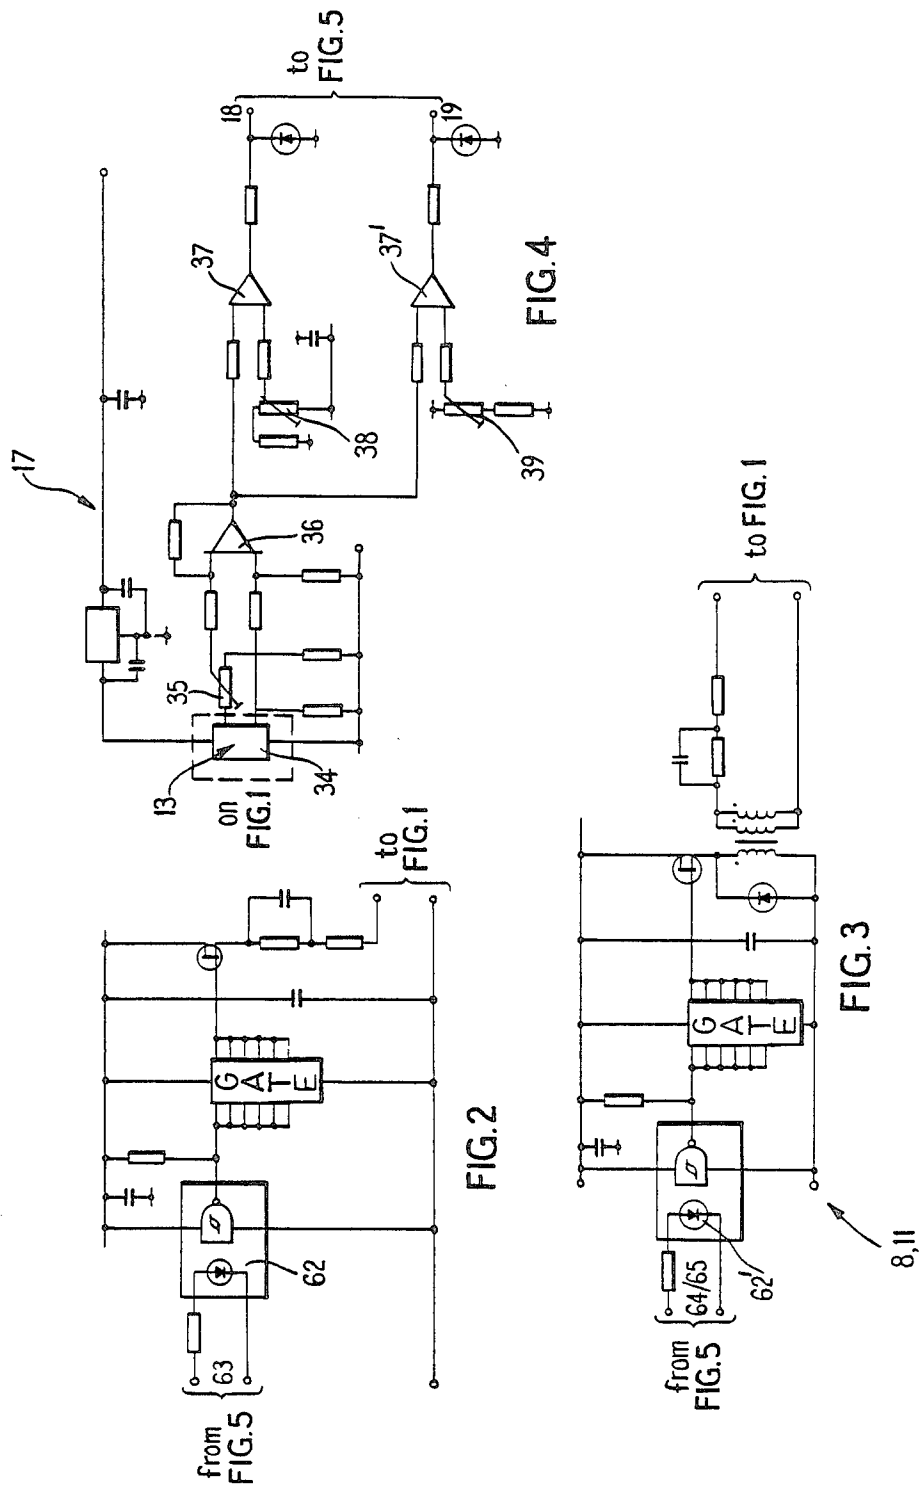 17
13
on
FIG.1
34
35
36
37
37'
38
39
18
19
to
FIG.5
FIG.4
from
FIG.5
63
62
GATE
to
FIG.1
FIG.2
from
FIG.5
64/65
62'
GATE
to FIG.1
8,11
FIG.3